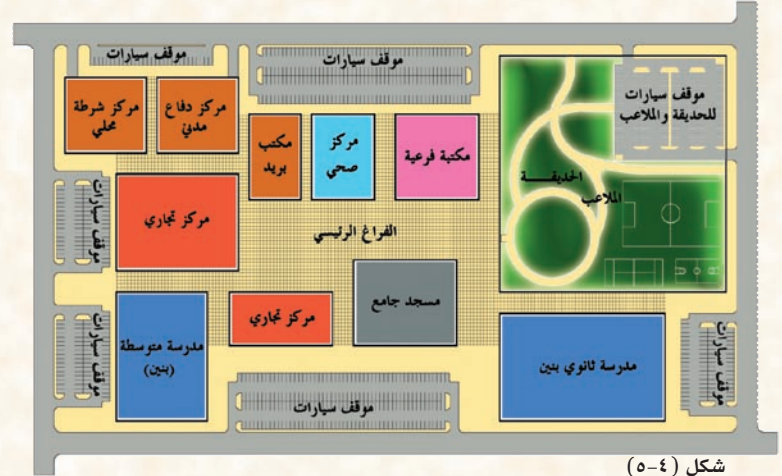 موقف سيارات
موقف سيارات
موقف سيارات
للحديقة والملاعب
مركز شرطة
محلي
مركز دفاع
مدني
مكتب
بريد
مركز
صحي
مكتبة فرعية
الحديقــــة
الملاعب
موقف سيارات
مركز تجاري
الفراغ الرئيسي
مسجد جامع
مركز تجاري
مدرسة متوسطة
(بنين)
موقف سيارات
مدرسة ثانوي بنين
موقف سيارات
موقف سيارات
شكل (٤-٥)